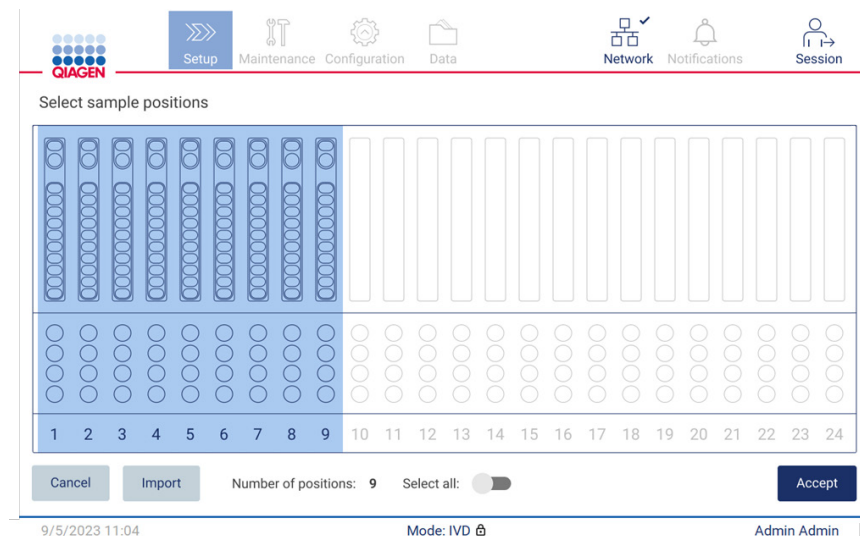 QIAGEN
Setup Maintenance Configuration Data Network Notifications Session
Select sample positions
1 2 3 4 5 6 7 8 9 10 11 12 13 14 15 16 17 18 19 20 21 22 23 24
Cancel Import Number of positions: 9 Select all: Accept
9/5/2023 11:04 Mode: IVD Admin Admin